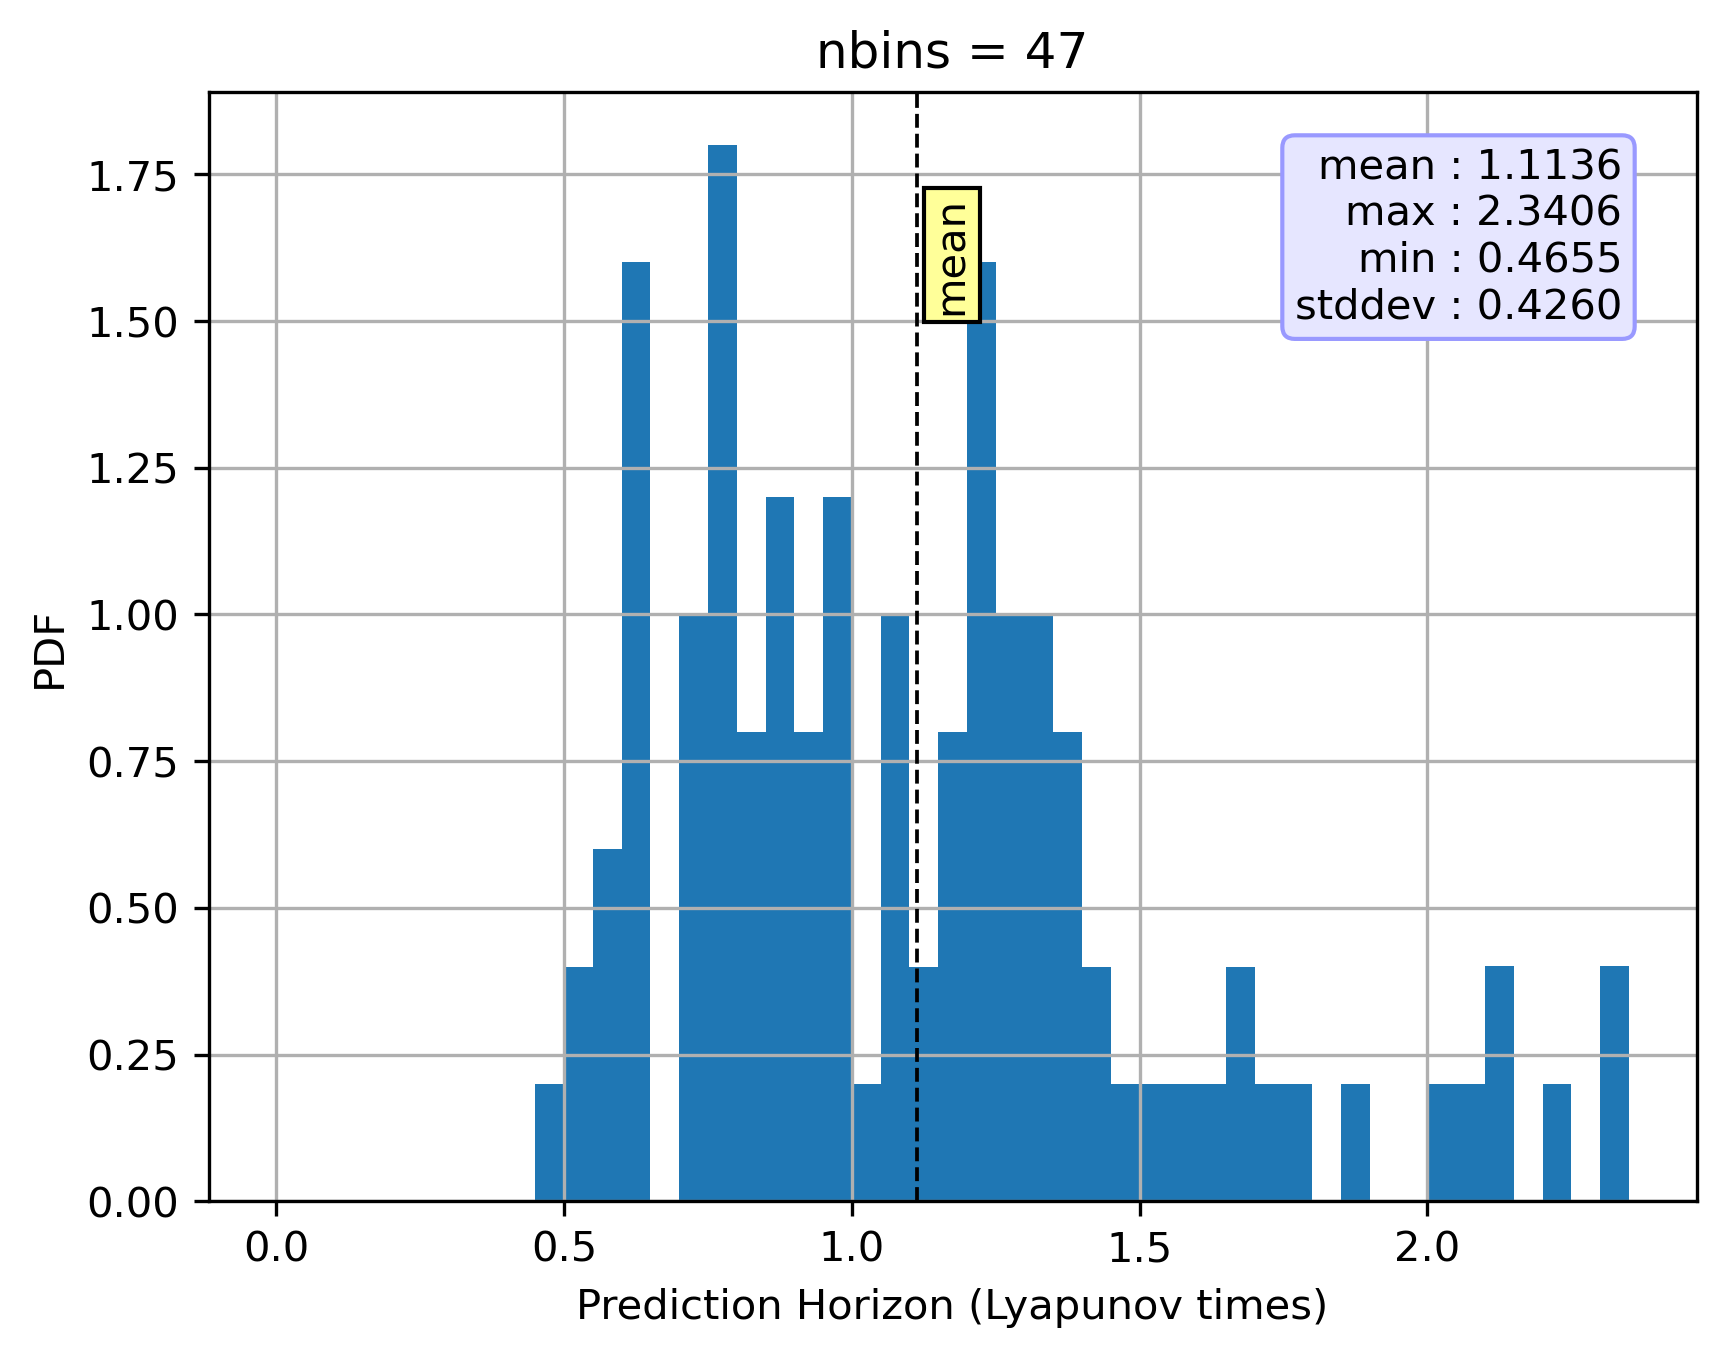 nbins = 47
mean : 1.1136
max : 2.3406
min : 0.4655
stddev : 0.4260
mean
1.75
1.50
1.25
1.00
0.75
0.50
0.25
0.00
PDF
0.0 0.5 1.0 1.5 2.0
Prediction Horizon (Lyapunov times)